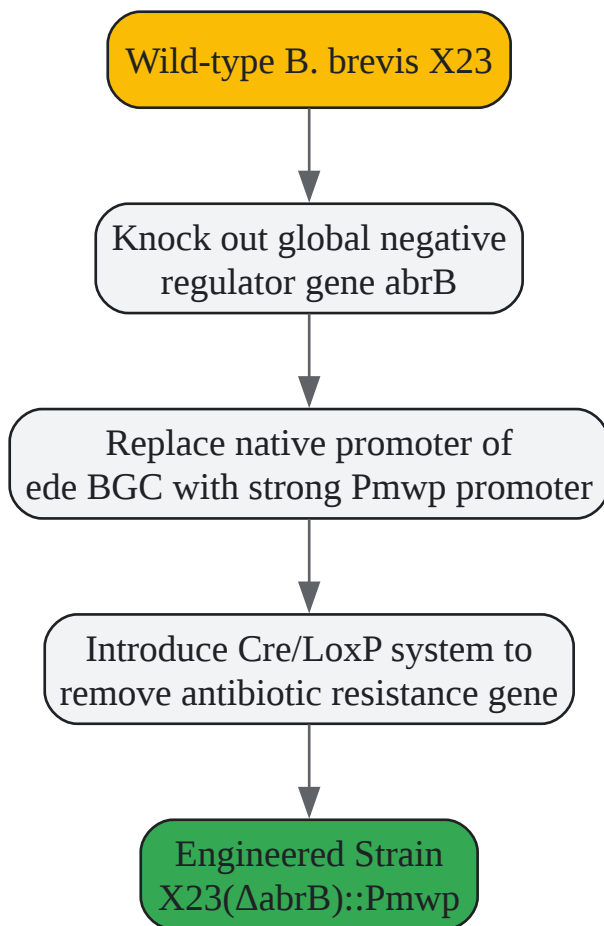 Wild-type B. brevis X23
Knock out global negative
regulator gene abrB
Replace native promoter of
ede BGC with strong Pmwp promoter
Introduce Cre/LoxP system to
remove antibiotic resistance gene
Engineered Strain
X23(ΔabrB)::Pmwp